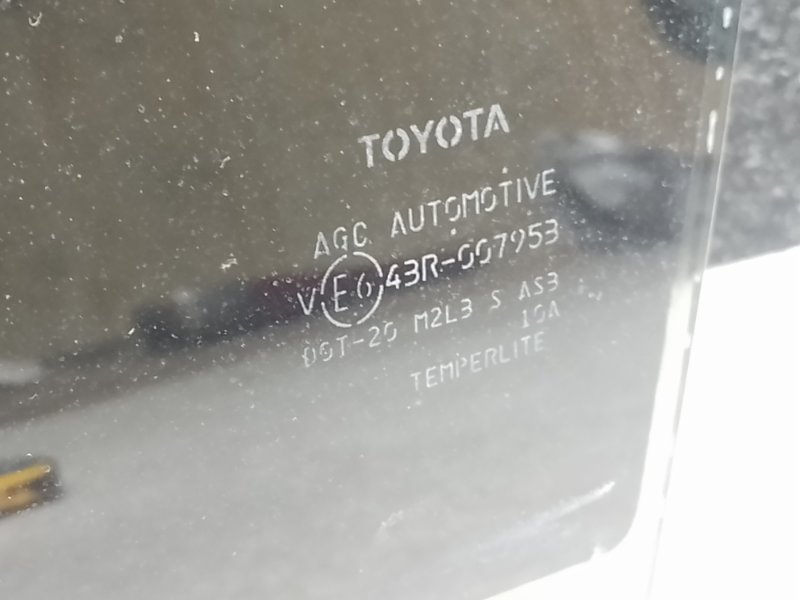 TOYOTA
AGC AUTOMOTIVE
V E6 43R-007953
DOT-20 M2L3 S AS3
10A
TEMPERLITE